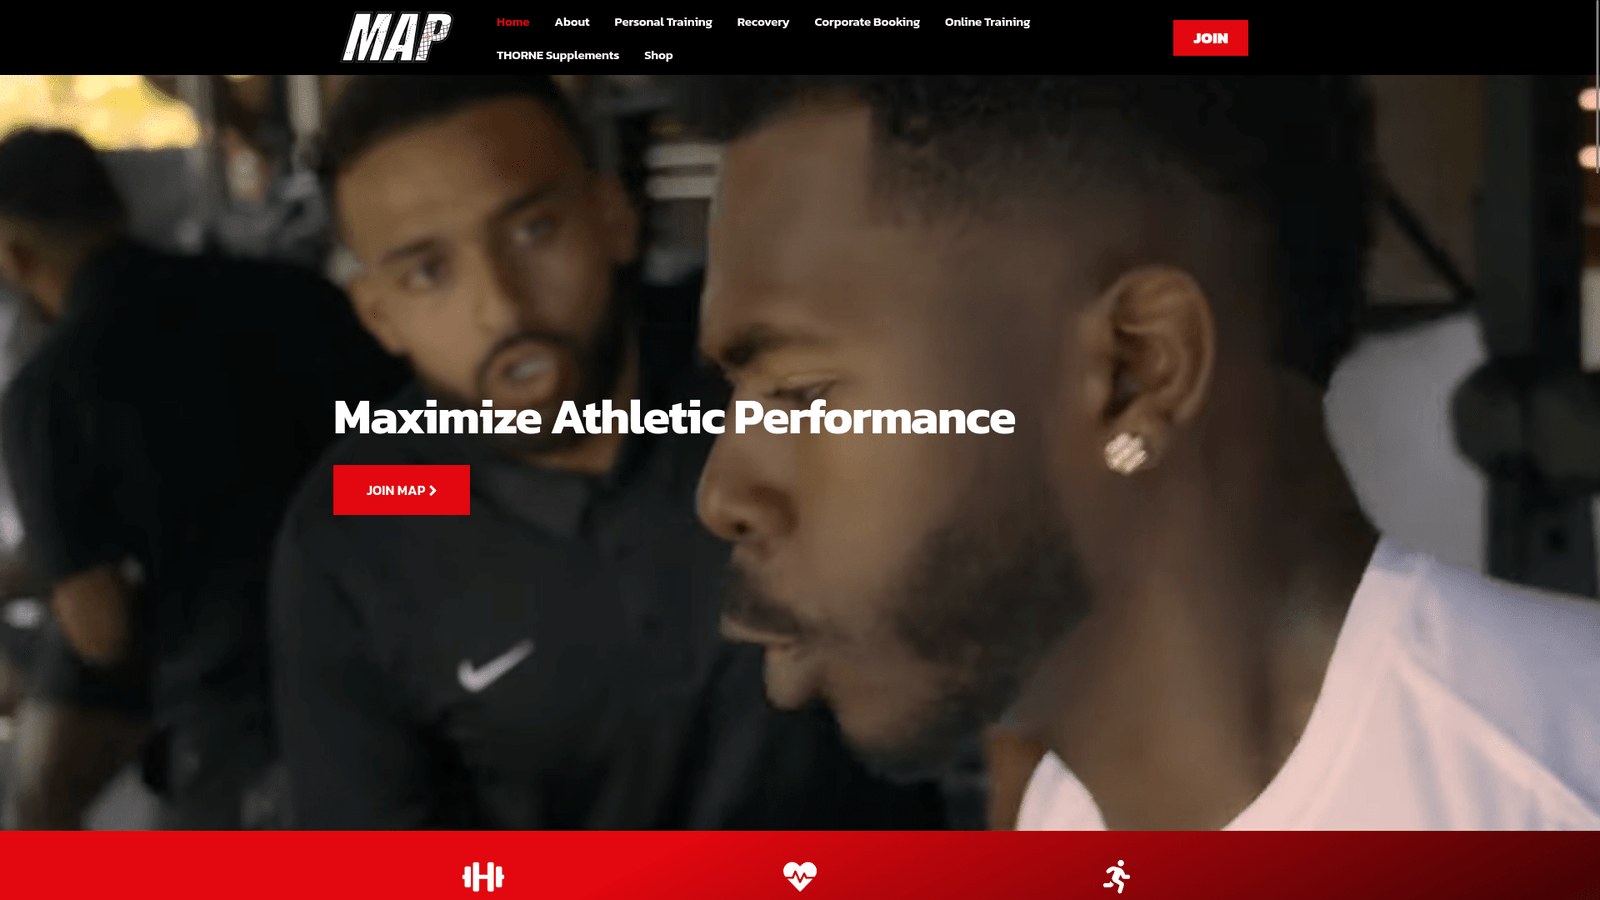 MAP
Home About Personal Training Recovery Corporate Booking Online Training
THORNE Supplements Shop
JOIN
Maximize Athletic Performance
JOIN MAP